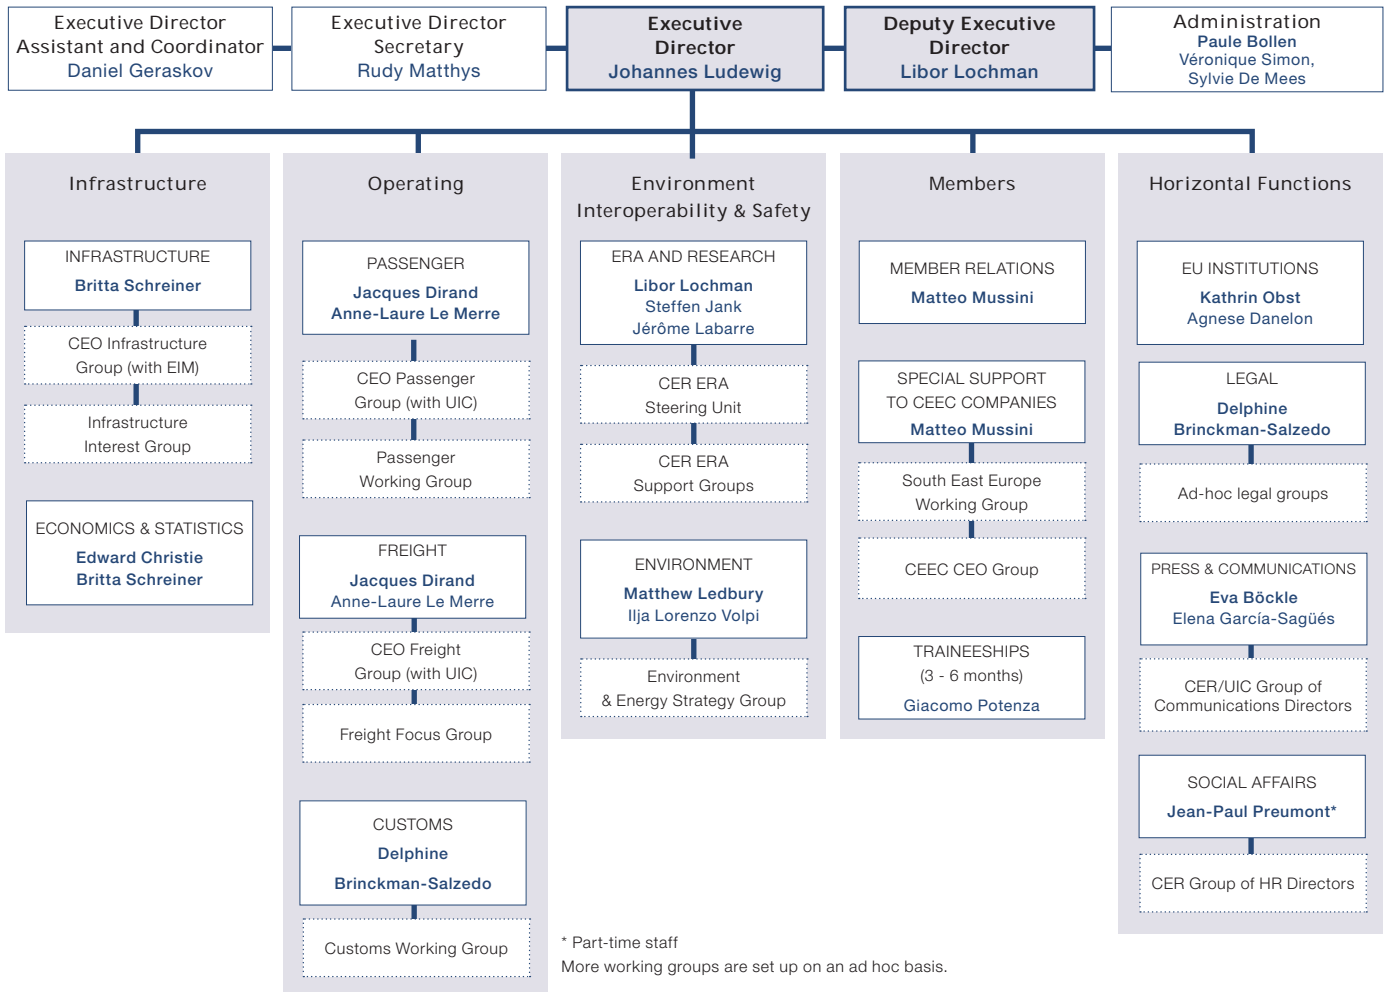 Executive Director
Assistant and Coordinator
Daniel Geraskov
Executive Director
Secretary
Rudy Matthys
Executive
Director
Johannes Ludewig
Deputy Executive
Director
Libor Lochman
Administration
Paule Bollen
Véronique Simon,
Sylvie De Mees
Infrastructure
INFRASTRUCTURE
Britta Schreiner
CEO Infrastructure
Group (with EIM)
Infrastructure
Interest Group
ECONOMICS & STATISTICS
Edward Christie
Britta Schreiner
Operating
PASSENGER
Jacques Dirand
Anne-Laure Le Merre
CEO Passenger
Group (with UIC)
Passenger
Working Group
FREIGHT
Jacques Dirand
Anne-Laure Le Merre
CEO Freight
Group (with UIC)
Freight Focus Group
CUSTOMS
Delphine
Brinckman-Salzedo
Customs Working Group
Environment
Interoperability & Safety
ERA AND RESEARCH
Libor Lochman
Steffen Jank
Jérôme Labarre
CER ERA
Steering Unit
CER ERA
Support Groups
ENVIRONMENT
Matthew Ledbury
Ilja Lorenzo Volpi
Environment
& Energy Strategy Group
Members
MEMBER RELATIONS
Matteo Mussini
SPECIAL SUPPORT
TO CEEC COMPANIES
Matteo Mussini
South East Europe
Working Group
CEEC CEO Group
TRAINEESHIPS
(3 - 6 months)
Giacomo Potenza
Horizontal Functions
EU INSTITUTIONS
Kathrin Obst
Agnese Danelon
LEGAL
Delphine
Brinckman-Salzedo
Ad-hoc legal groups
PRESS & COMMUNICATIONS
Eva Böckle
Elena García-Sagüés
CER/UIC Group of
Communications Directors
SOCIAL AFFAIRS
Jean-Paul Preumont*
CER Group of HR Directors
* Part-time staff
More working groups are set up on an ad hoc basis.